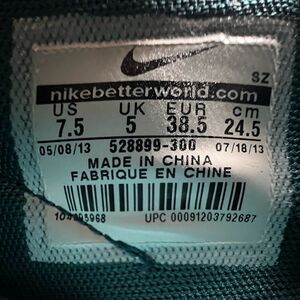 SZ
nikebetterworld.com
US UK EUR cm
7.5 5 38.5 24.5
05/08/13 528899-300 07/18/13
MADE IN CHINA
FABRIQUE EN CHINE
UPC 00091203792687